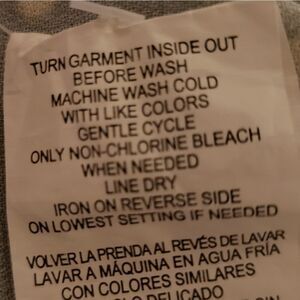 TURN GARMENT INSIDE OUT
BEFORE WASH
MACHINE WASH COLD
WITH LIKE COLORS
GENTLE CYCLE
ONLY NON-CHLORINE BLEACH
WHEN NEEDED
LINE DRY
IRON ON REVERSE SIDE
ON LOWEST SETTING IF NEEDED
VOLVER LA PRENDA AL REVÉS DE LAVAR
LAVAR A MÁQUINA EN AGUA FRÍA
CON COLORES SIMILARES
DELICADO